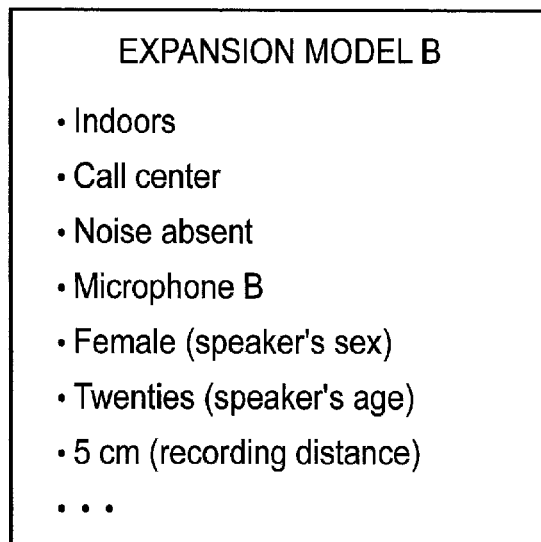 EXPANSION MODEL B
• Indoors
• Call center
• Noise absent
• Microphone B
• Female (speaker's sex)
• Twenties (speaker's age)
• 5 cm (recording distance)
• • •